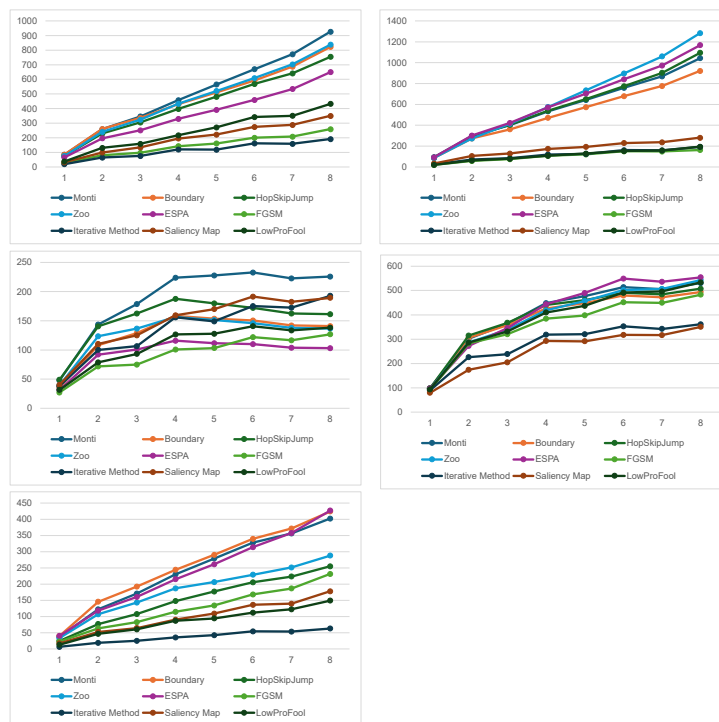 1000
900
800
700
600
500
400
300
200
100
0
1 2 3 4 5 6 7 8
Monti Boundary HopSkipJump
Zoo ESPA FGSM
Iterative Method Saliency Map LowProFool
1400
1200
1000
800
600
400
200
0
1 2 3 4 5 6 7 8
Monti Boundary HopSkipJump
Zoo ESPA FGSM
Iterative Method Saliency Map LowProFool
250
200
150
100
50
0
1 2 3 4 5 6 7 8
Monti Boundary HopSkipJump
Zoo ESPA FGSM
Iterative Method Saliency Map LowProFool
600
500
400
300
200
100
0
1 2 3 4 5 6 7 8
Monti Boundary HopSkipJump
Zoo ESPA FGSM
Iterative Method Saliency Map LowProFool
450
400
350
300
250
200
150
100
50
0
1 2 3 4 5 6 7 8
Monti Boundary HopSkipJump
Zoo ESPA FGSM
Iterative Method Saliency Map LowProFool